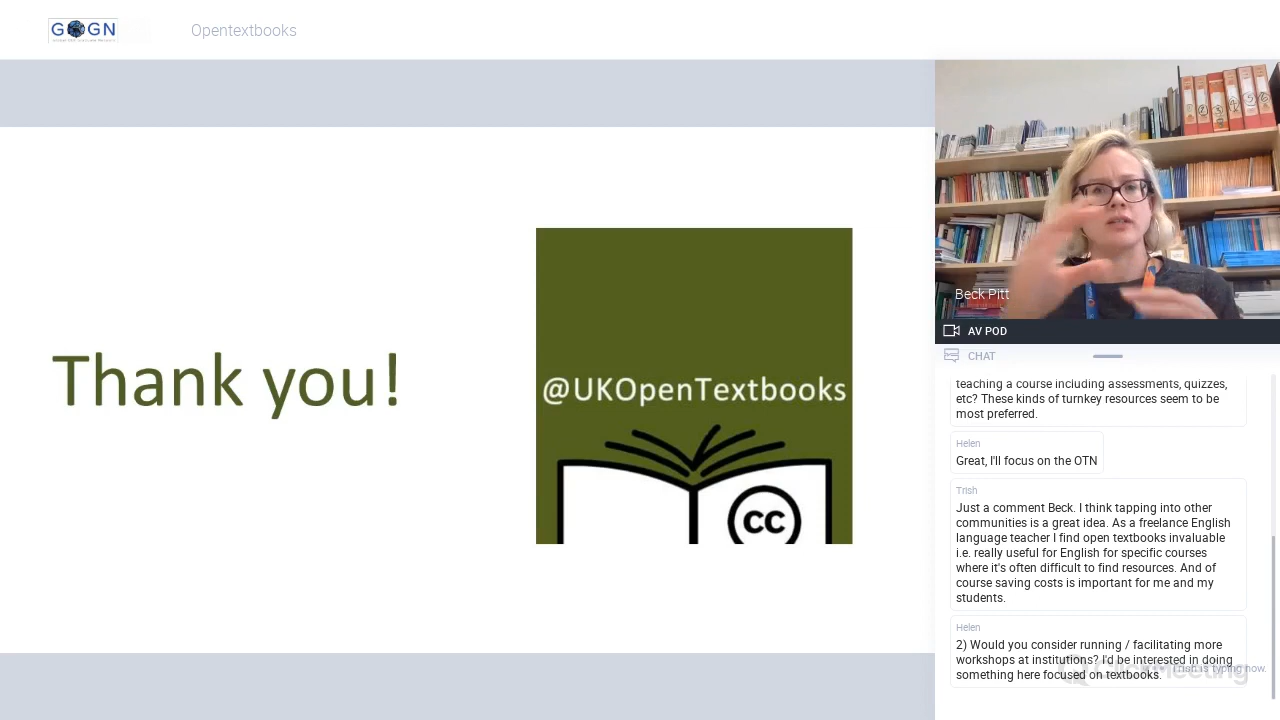 GOGN
Opentextbooks
Thank you!
@UKOpenTextbooks
cc
Beck Pitt
AV POD
CHAT
teaching a course including assessments, quizzes,
etc? These kinds of turnkey resources seem to be
most preferred.
Helen
Great, I'll focus on the OTN
Trish
Just a comment Beck. I think tapping into other
communities is a great idea. As a freelance English
language teacher I find open textbooks invaluable
i.e. really useful for English for specific courses
where it's often difficult to find resources. And of
course saving costs is important for me and my
students.
Helen
2) Would you consider running / facilitating more
workshops at institutions? I'd be interested in doing
something here focused on textbooks.
Trish is typing now.
ClickMeeting